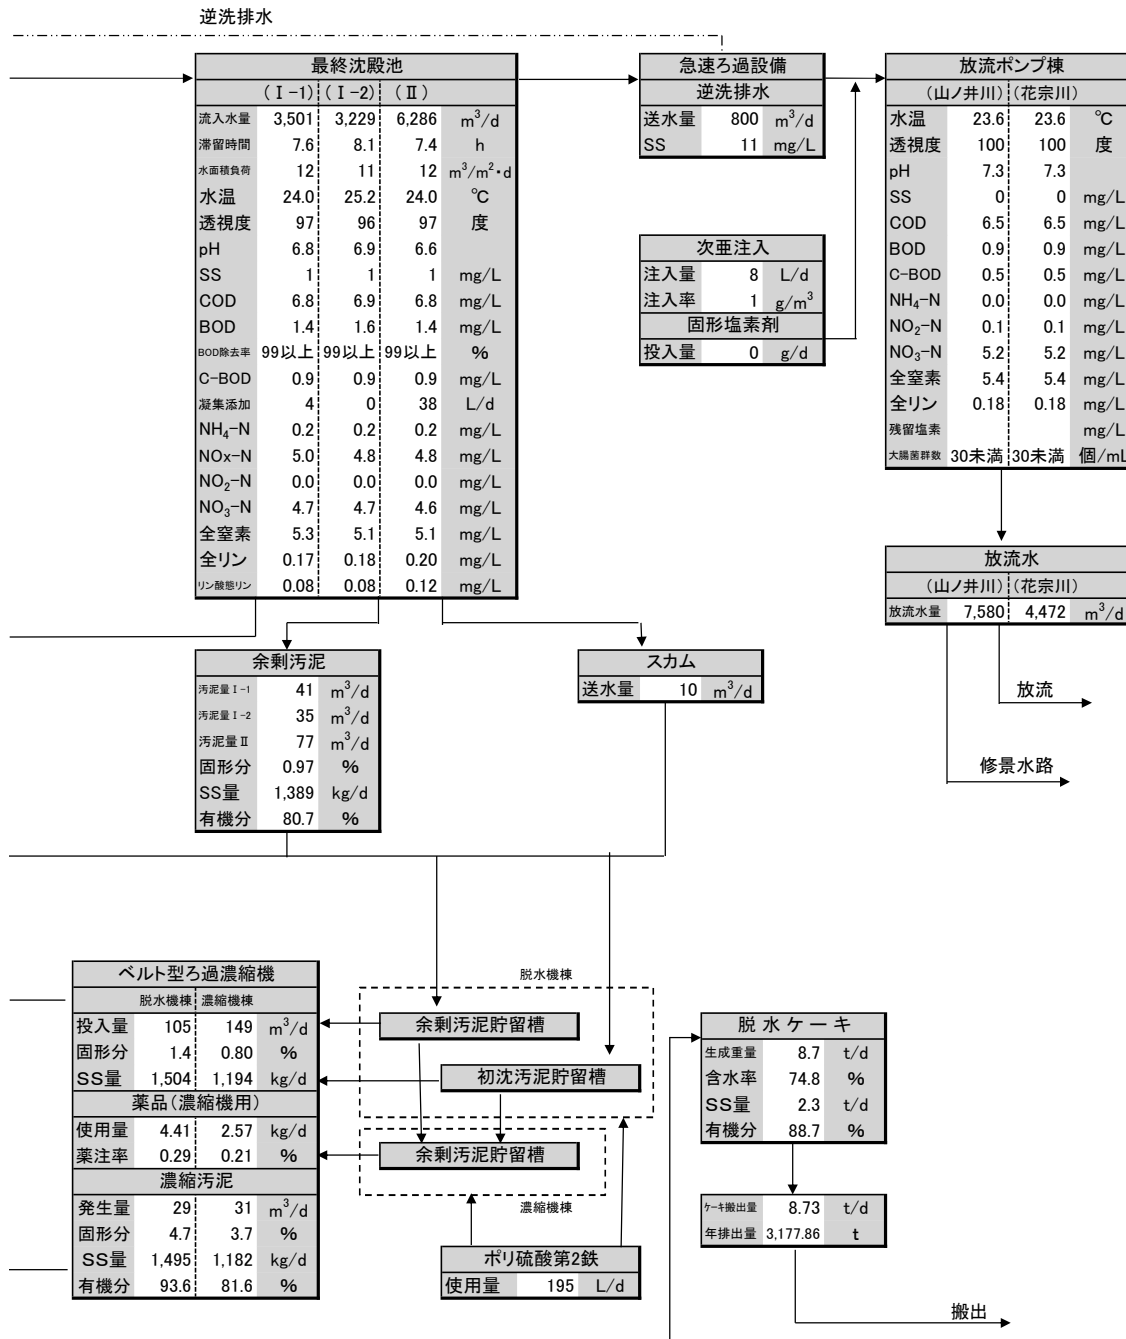 逆洗排水
最終沈殿池
(Ⅰ-1) (Ⅰ-2) (Ⅱ)
流入水量 3,501 3,229 6,286 m³/d
滞留時間 7.6 8.1 7.4 h
水面積負荷 12 11 12 m³/m²・d
水温 24.0 25.2 24.0 ℃
透視度 97 96 97 度
pH 6.8 6.9 6.6
SS 1 1 1 mg/L
COD 6.8 6.9 6.8 mg/L
BOD 1.4 1.6 1.4 mg/L
BOD除去率 99以上 99以上 99以上 %
C-BOD 0.9 0.9 0.9 mg/L
凝集添加 4 0 38 L/d
NH₄-N 0.2 0.2 0.2 mg/L
NOx-N 5.0 4.8 4.8 mg/L
NO₂-N 0.0 0.0 0.0 mg/L
NO₃-N 4.7 4.7 4.6 mg/L
全窒素 5.3 5.1 5.1 mg/L
全リン 0.17 0.18 0.20 mg/L
リン酸態リン 0.08 0.08 0.12 mg/L
急速ろ過設備
逆洗排水
送水量 800 m³/d
SS 11 mg/L
次亜注入
注入量 8 L/d
注入率 1 g/m³
固形塩素剤
投入量 0 g/d
放流ポンプ棟
(山ノ井川) (花宗川)
水温 23.6 23.6 ℃
透視度 100 100 度
pH 7.3 7.3
SS 0 0 mg/L
COD 6.5 6.5 mg/L
BOD 0.9 0.9 mg/L
C-BOD 0.5 0.5 mg/L
NH₄-N 0.0 0.0 mg/L
NO₂-N 0.1 0.1 mg/L
NO₃-N 5.2 5.2 mg/L
全窒素 5.4 5.4 mg/L
全リン 0.18 0.18 mg/L
残留塩素 mg/L
大腸菌群数 30未満 30未満 個/mL
放流水
(山ノ井川) (花宗川)
放流水量 7,580 4,472 m³/d
放流
修景水路
余剰汚泥
汚泥量Ⅰ-1 41 m³/d
汚泥量Ⅰ-2 35 m³/d
汚泥量Ⅱ 77 m³/d
固形分 0.97 %
SS量 1,389 kg/d
有機分 80.7 %
スカム
送水量 10 m³/d
ベルト型ろ過濃縮機
脱水機棟 濃縮機棟
投入量 105 149 m³/d
固形分 1.4 0.80 %
SS量 1,504 1,194 kg/d
薬品(濃縮機用)
使用量 4.41 2.57 kg/d
薬注率 0.29 0.21 %
濃縮汚泥
発生量 29 31 m³/d
固形分 4.7 3.7 %
SS量 1,495 1,182 kg/d
有機分 93.6 81.6 %
脱水機棟
余剰汚泥貯留槽
初沈汚泥貯留槽
余剰汚泥貯留槽
濃縮機棟
ポリ硫酸第2鉄
使用量 195 L/d
脱水ケーキ
生成重量 8.7 t/d
含水率 74.8 %
SS量 2.3 t/d
有機分 88.7 %
ケーキ搬出量 8.73 t/d
年排出量 3,177.86 t
搬出